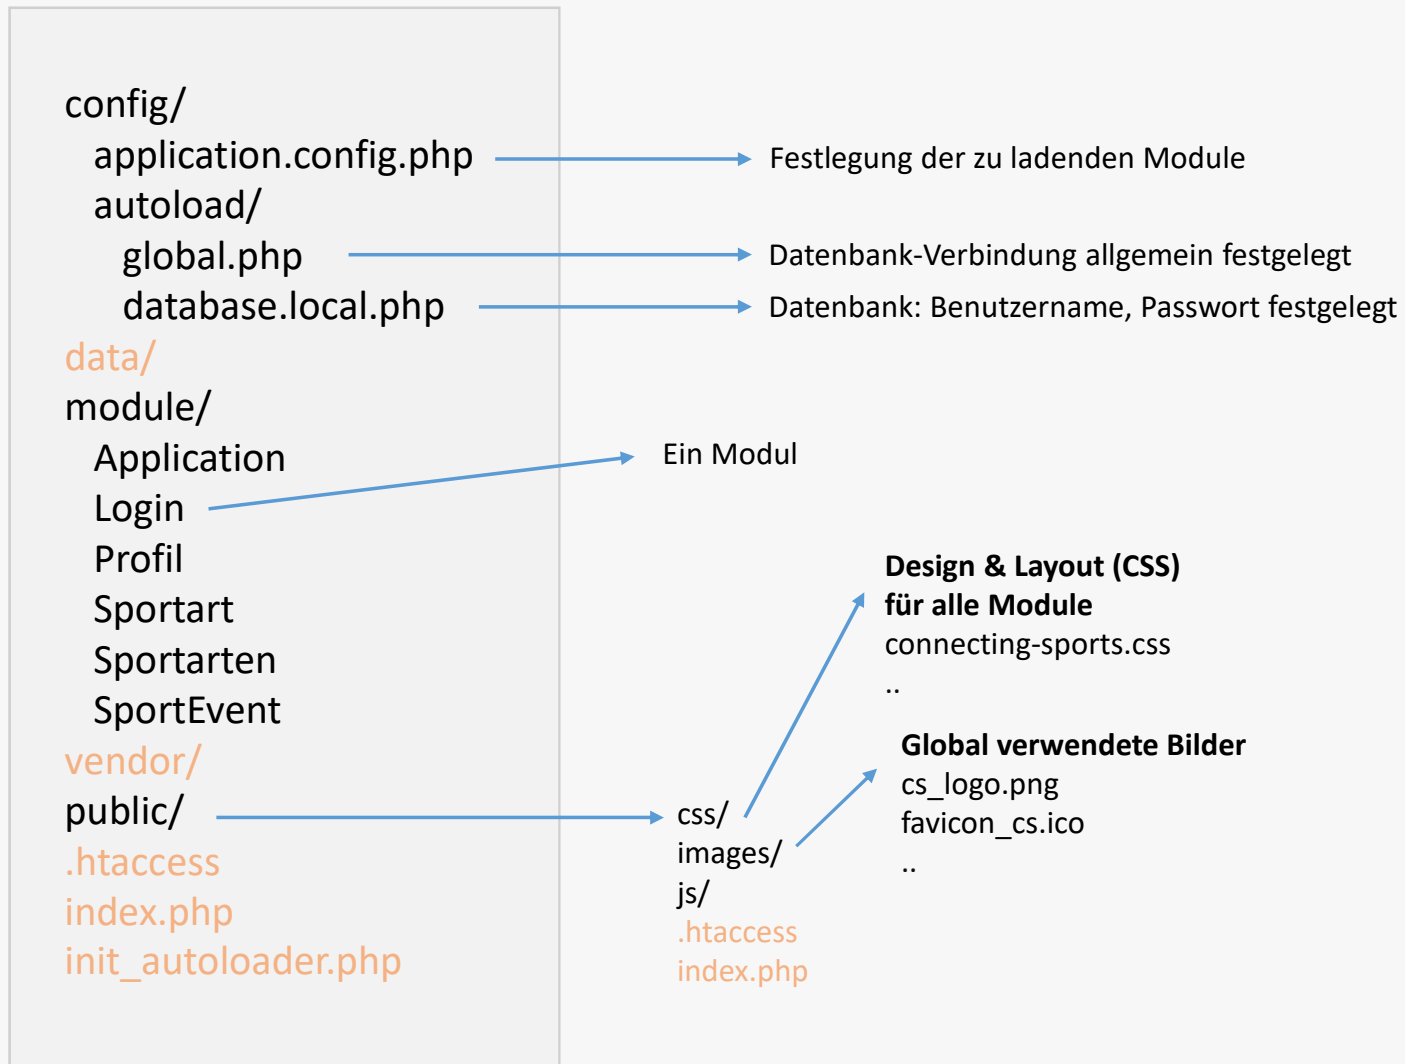 config/
application.config.php
autoload/
global.php
database.local.php
data/
module/
Application
Login
Profil
Sportart
Sportarten
SportEvent
vendor/
public/
.htaccess
index.php
init_autoloader.php
Festlegung der zu ladenden Module
Datenbank-Verbindung allgemein festgelegt
Datenbank: Benutzername, Passwort festgelegt
Ein Modul
css/
images/
js/
.htaccess
index.php
Design & Layout (CSS)
für alle Module
connecting-sports.css
..
Global verwendete Bilder
cs_logo.png
favicon_cs.ico
..